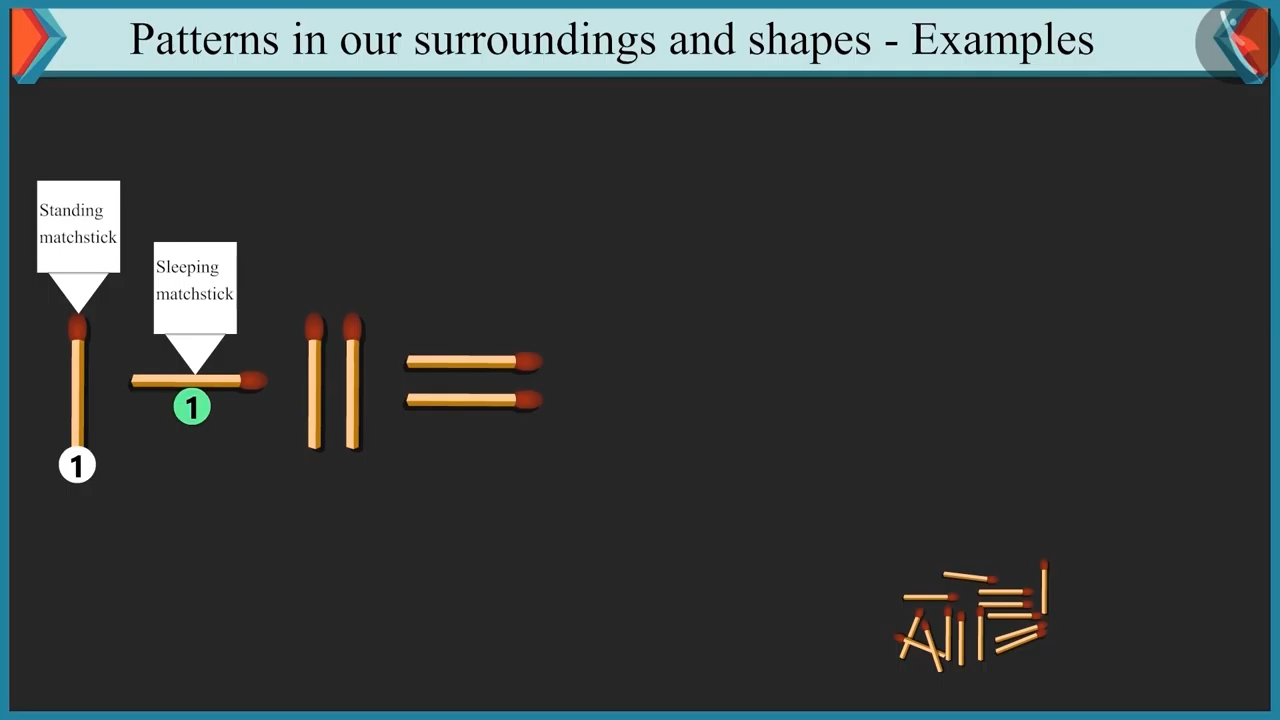 Patterns in our surroundings and shapes - Examples
Standing
matchstick
Sleeping
matchstick
1
1